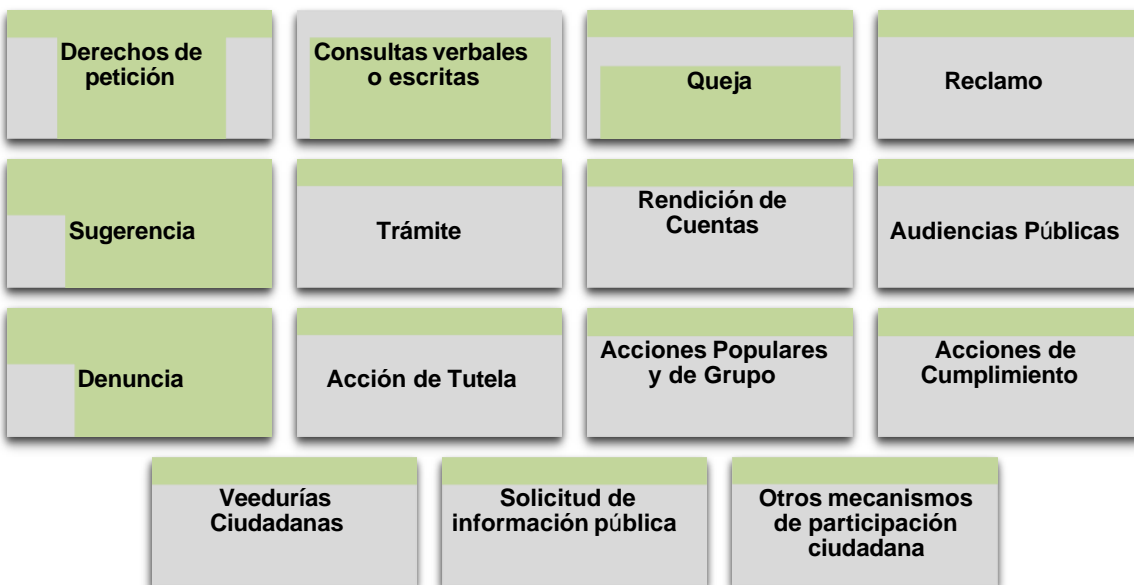 Derechos de
petición
Consultas verbales
o escritas
Queja
Reclamo
Sugerencia
Trámite
Rendición de
Cuentas
Audiencias Públicas
Denuncia
Acción de Tutela
Acciones Populares
y de Grupo
Acciones de
Cumplimiento
Veedurías
Ciudadanas
Solicitud de
información pública
Otros mecanismos
de participación
ciudadana